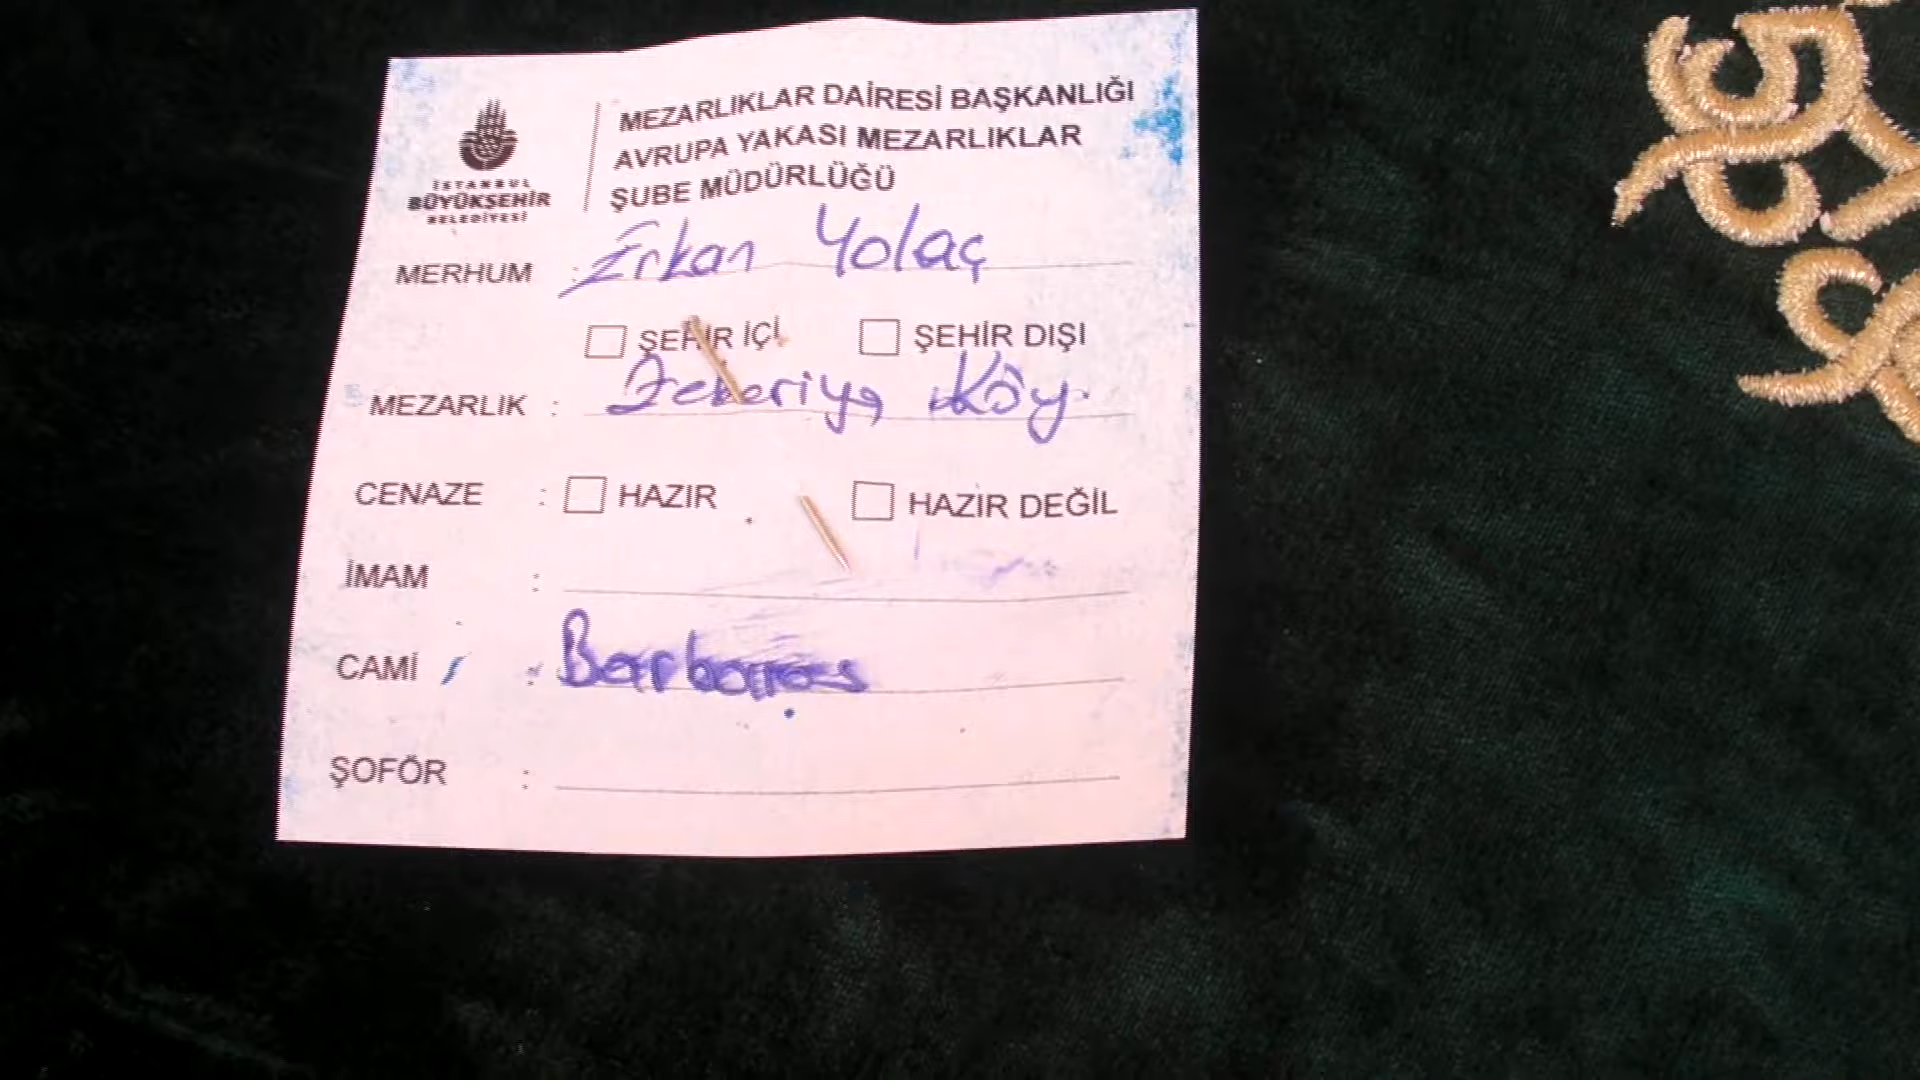 MEZARLIKLAR DAİRESİ BAŞKANLIĞI
AVRUPA YAKASI MEZARLIKLAR
ŞUBE MÜDÜRLÜĞÜ
İSTANBUL
BÜYÜKŞEHİR
BELEDİYESİ
MERHUM : Erkan Yolaç
ŞEHİR İÇİ ŞEHİR DIŞI
MEZARLIK : Zekeriya Köy
CENAZE : HAZIR HAZIR DEĞİL
İMAM :
CAMİ : Barbaros
ŞOFÖR :